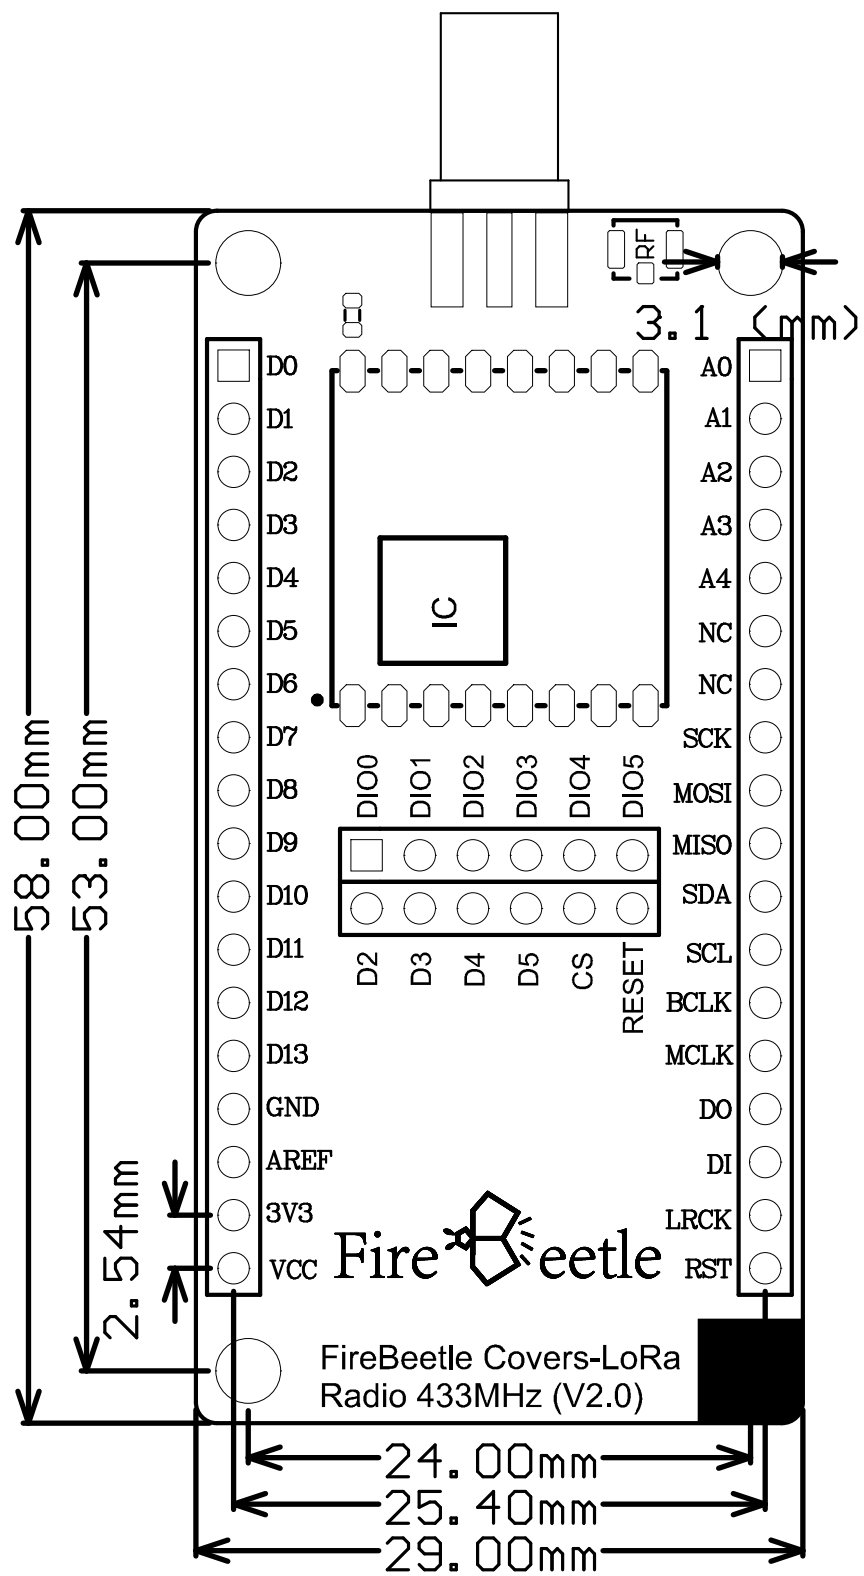 RF
3.1 (mm)
D0
D1
D2
D3
D4
D5
D6
D7
D8
D9
D10
D11
D12
D13
GND
AREF
3V3
VCC
A0
A1
A2
A3
A4
NC
NC
SCK
MOSI
MISO
SDA
SCL
BCLK
MCLK
DO
DI
LRCK
RST
IC
DIO0 DIO1 DIO2 DIO3 DIO4 DIO5
D2 D3 D4 D5 CS RESET
58.00mm
53.00mm
2.54mm
Fire Beetle
FireBeetle Covers-LoRa
Radio 433MHz (V2.0)
24.00mm
25.40mm
29.00mm